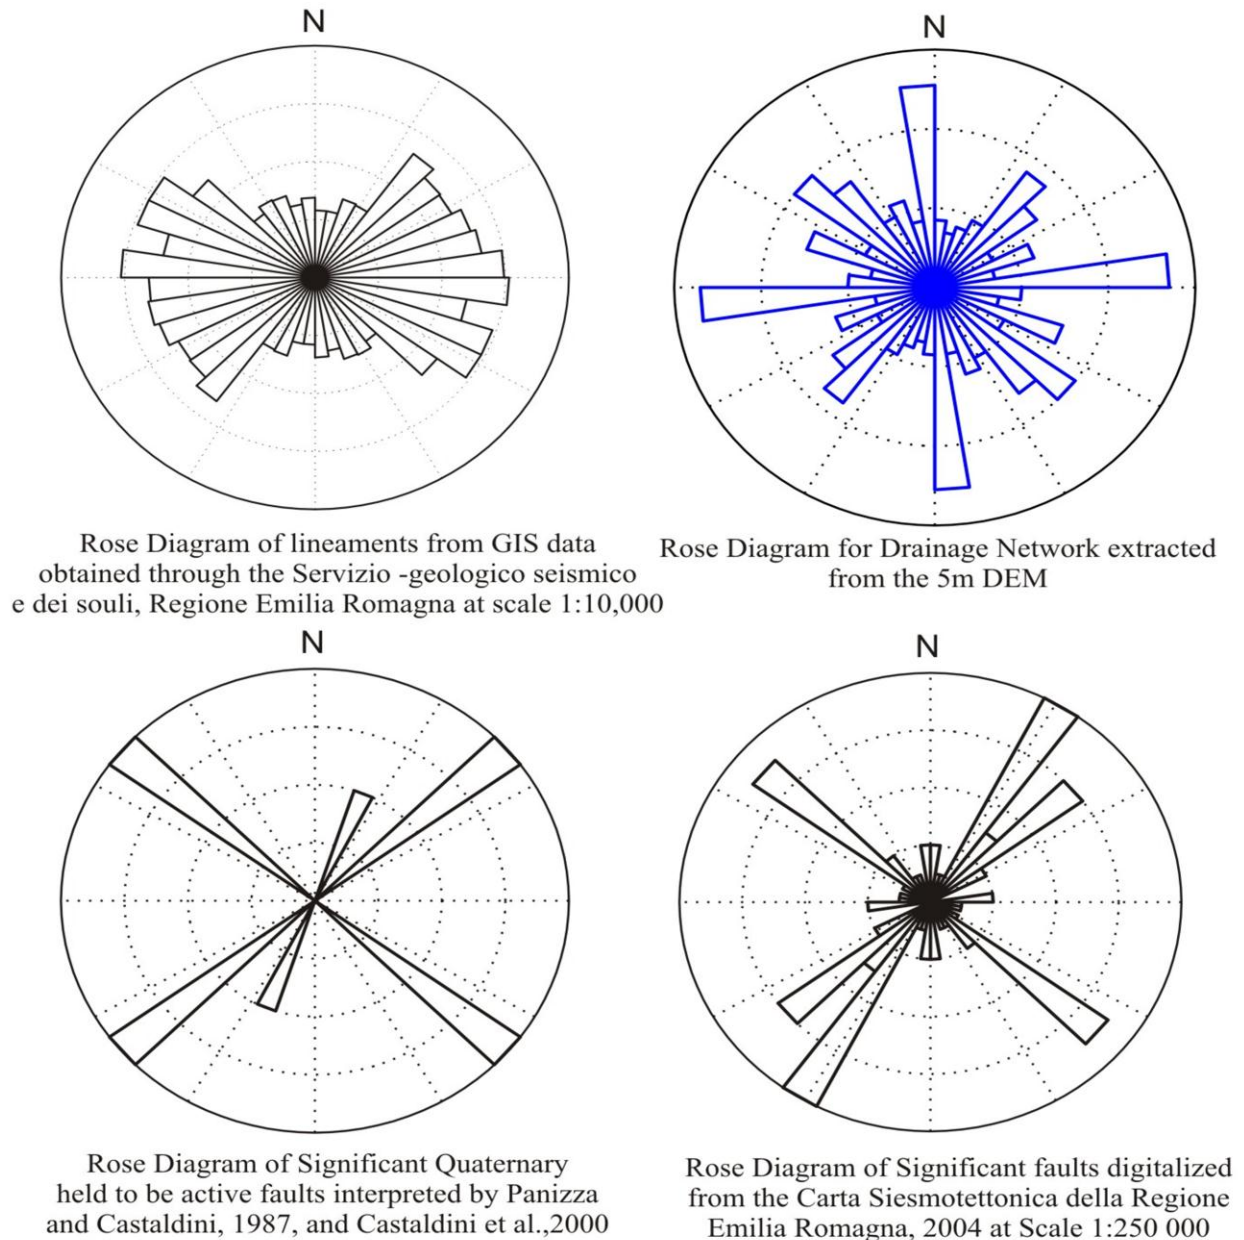 N
Rose Diagram of lineaments from GIS data
obtained through the Servizio -geologico seismico
e dei souli, Regione Emilia Romagna at scale 1:10,000
N
Rose Diagram for Drainage Network extracted
from the 5m DEM
N
Rose Diagram of Significant Quaternary
held to be active faults interpreted by Panizza
and Castaldini, 1987, and Castaldini et al.,2000
N
Rose Diagram of Significant faults digitalized
from the Carta Siesmotettonica della Regione
Emilia Romagna, 2004 at Scale 1:250 000